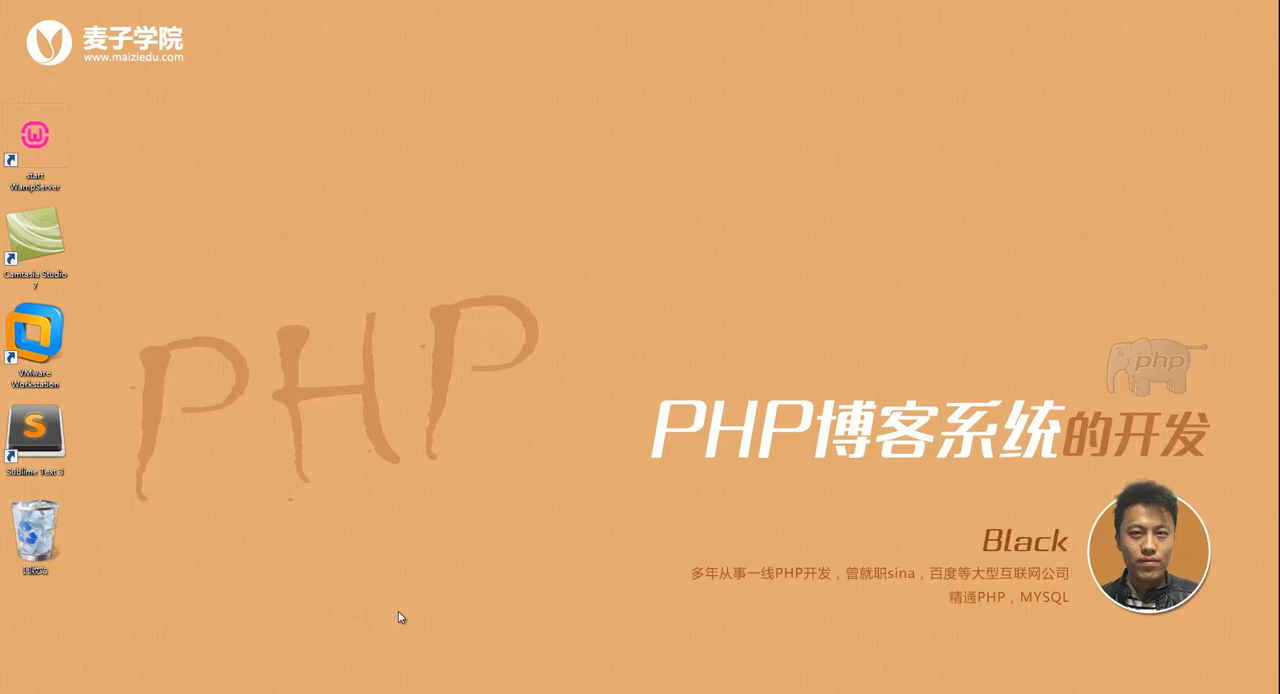 麦子学院
www.maiziedu.com
start
WampServer
Camtasia Studio
7
VMware
Workstation
Sublime Text 3
回收站
PHP
php
PHP博客系统的开发
Black
多年从事一线PHP开发，曾就职sina，百度等大型互联网公司
精通PHP，MYSQL